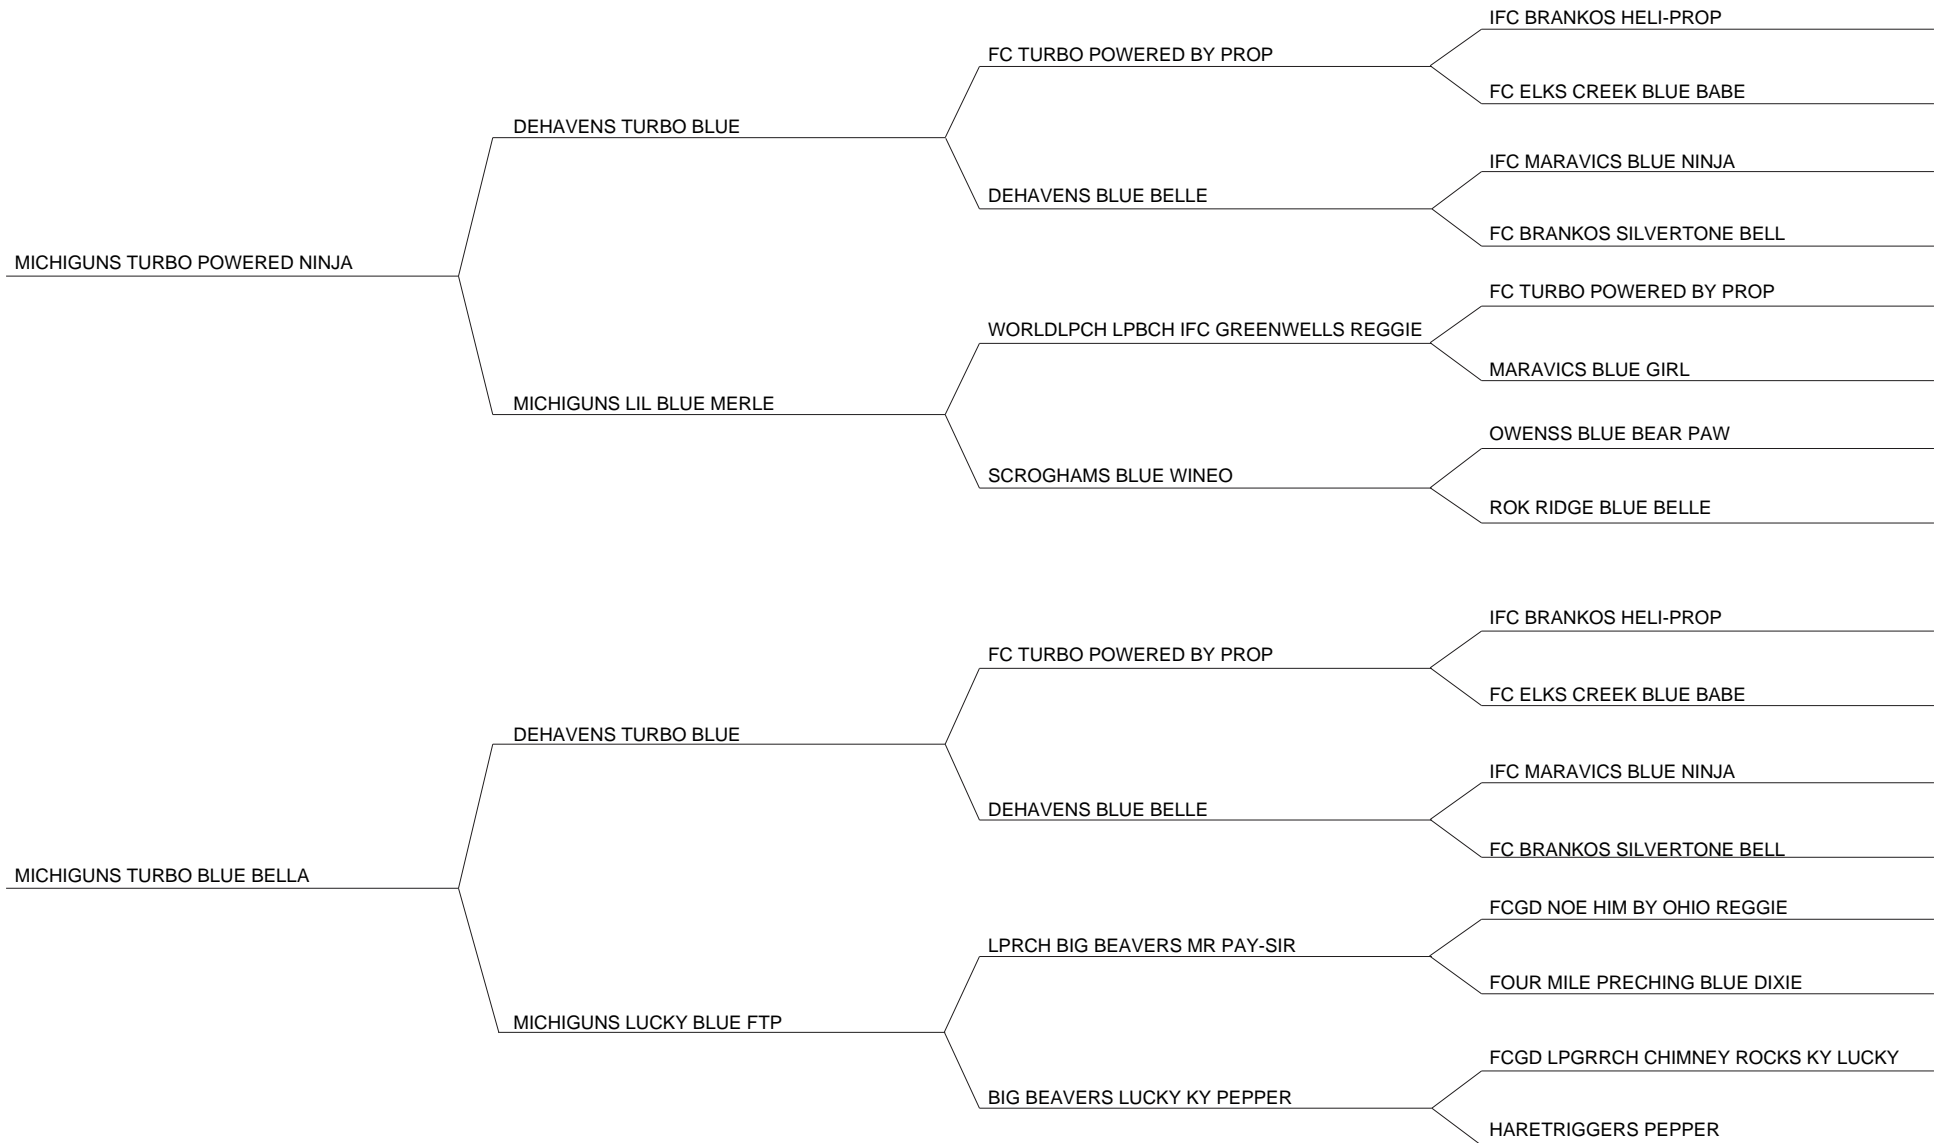 IFC BRANKOS HELI-PROP
FC TURBO POWERED BY PROP
FC ELKS CREEK BLUE BABE
DEHAVENS TURBO BLUE
IFC MARAVICS BLUE NINJA
DEHAVENS BLUE BELLE
FC BRANKOS SILVERTONE BELL
MICHIGUNS TURBO POWERED NINJA
FC TURBO POWERED BY PROP
WORLDLPCH LPBCH IFC GREENWELLS REGGIE
MARAVICS BLUE GIRL
MICHIGUNS LIL BLUE MERLE
OWENSS BLUE BEAR PAW
SCROGHAMS BLUE WINEO
ROK RIDGE BLUE BELLE
IFC BRANKOS HELI-PROP
FC TURBO POWERED BY PROP
FC ELKS CREEK BLUE BABE
DEHAVENS TURBO BLUE
IFC MARAVICS BLUE NINJA
DEHAVENS BLUE BELLE
FC BRANKOS SILVERTONE BELL
MICHIGUNS TURBO BLUE BELLA
FCGD NOE HIM BY OHIO REGGIE
LPRCH BIG BEAVERS MR PAY-SIR
FOUR MILE PRECHING BLUE DIXIE
MICHIGUNS LUCKY BLUE FTP
FCGD LPGRRCH CHIMNEY ROCKS KY LUCKY
BIG BEAVERS LUCKY KY PEPPER
HARETRIGGERS PEPPER